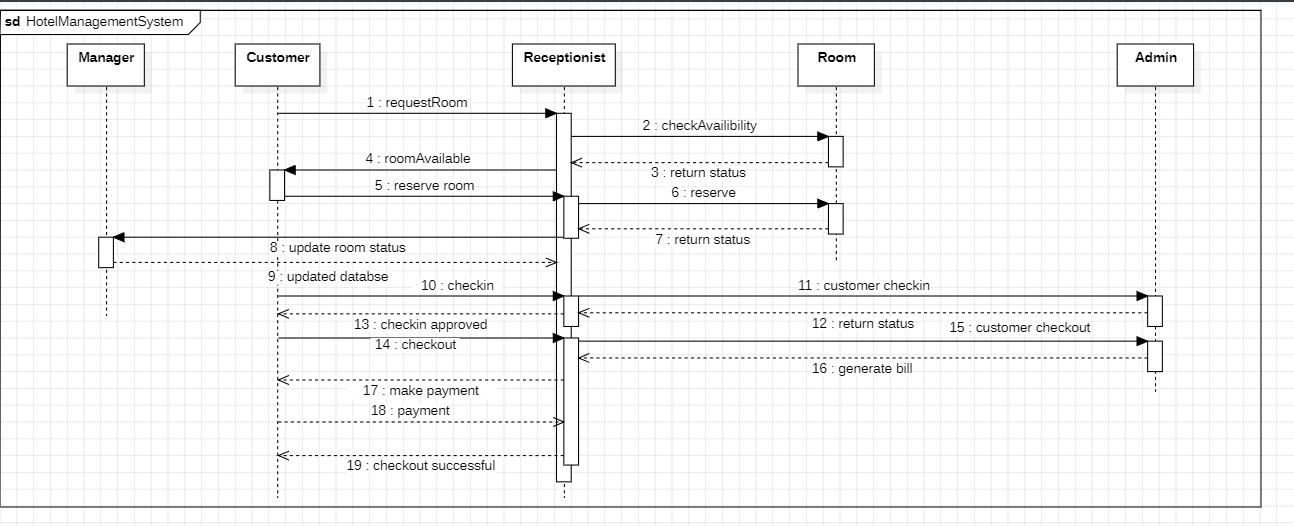 sd HotelManagementSystem
Manager
Customer
Receptionist
Room
Admin
1 : requestRoom
2 : checkAvailibility
3 : return status
4 : roomAvailable
5 : reserve room
6 : reserve
7 : return status
8 : update room status
9 : updated databse
10 : checkin
11 : customer checkin
12 : return status
13 : checkin approved
14 : checkout
15 : customer checkout
16 : generate bill
17 : make payment
18 : payment
19 : checkout successful